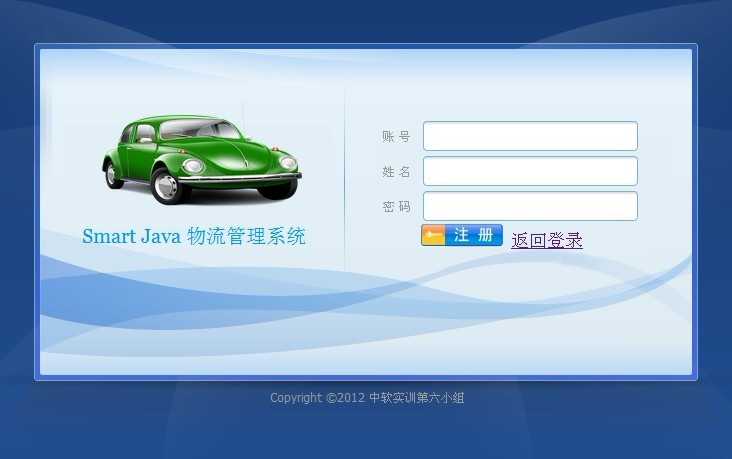 账 号
姓 名
密 码
注 册 返回登录
Smart Java 物流管理系统
Copyright ©2012 中软实训第六小组